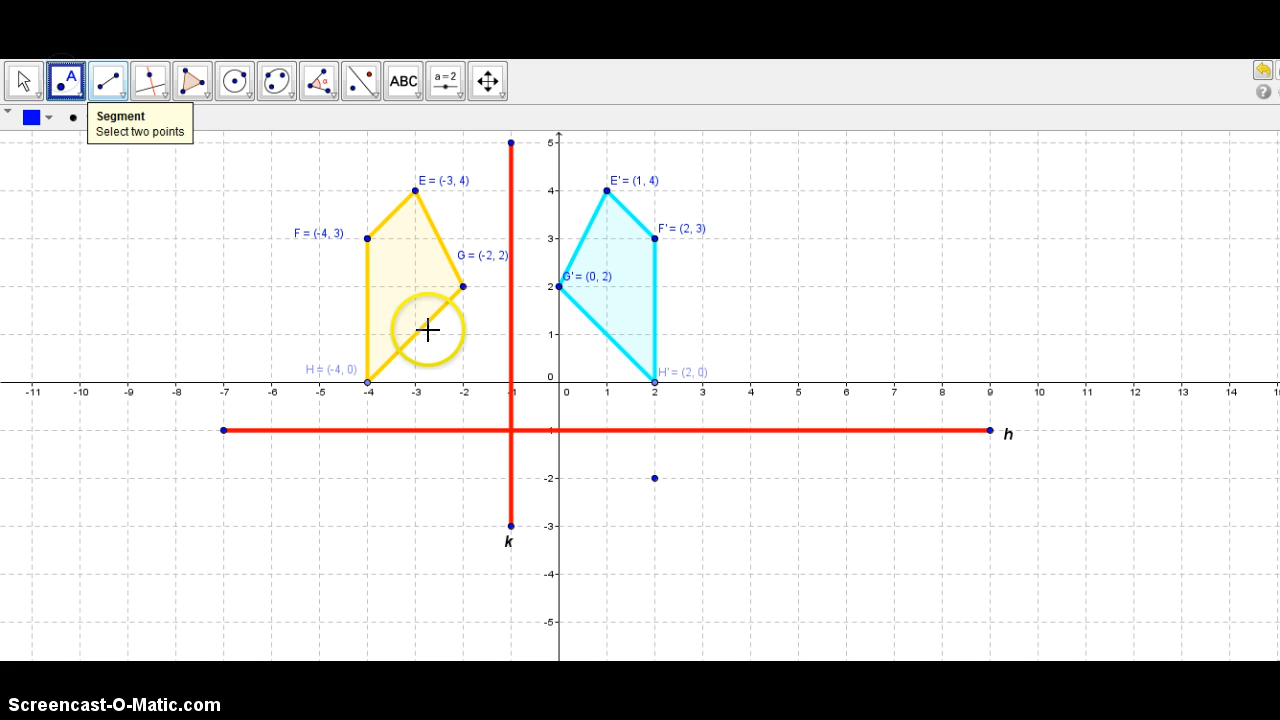 A
ABC
a=2
Segment
Select two points
5
E = (-3, 4)
E' = (1, 4)
4
F = (-4, 3)
F' = (2, 3)
3
G = (-2, 2)
G' = (0, 2)
2
1
H = (-4, 0)
H' = (2, 0)
0
-11 -10 -9 -8 -7 -6 -5 -4 -3 -2 -1 0 1 2 3 4 5 6 7 8 9 10 11 12 13 14 15
-1
h
-2
-3
k
-4
-5
Screencast-O-Matic.com